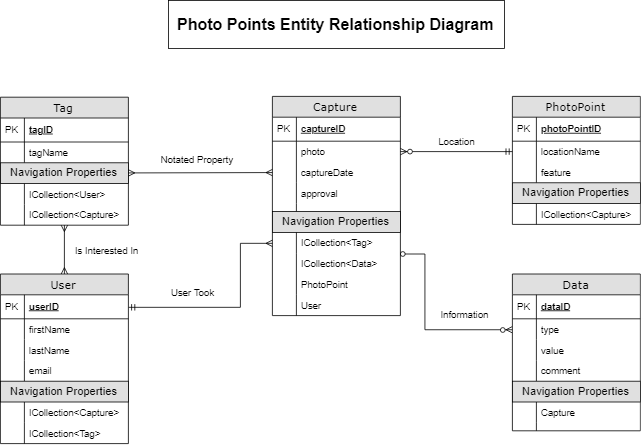 Photo Points Entity Relationship Diagram
Tag
PK tagID
tagName
Navigation Properties
ICollection<User>
ICollection<Capture>
Notated Property
Capture
PK captureID
photo
captureDate
approval
Navigation Properties
ICollection<Tag>
ICollection<Data>
PhotoPoint
User
Location
PhotoPoint
PK photoPointID
locationName
feature
Navigation Properties
ICollection<Capture>
Is Interested In
User
PK userID
firstName
lastName
email
Navigation Properties
ICollection<Capture>
ICollection<Tag>
User Took
Information
Data
PK dataID
type
value
comment
Navigation Properties
Capture